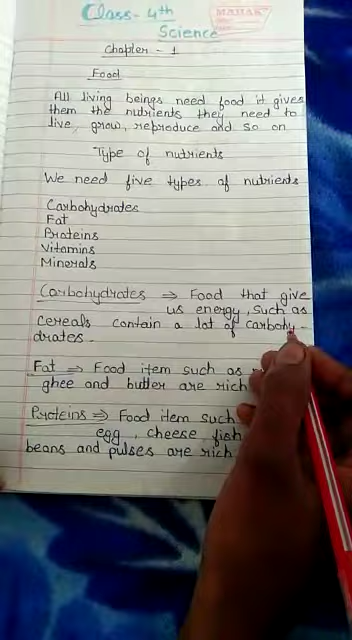 Class- 4th
Science
Chapter - 1
Food
All living beings need food it gives
them the nutrients they need to
live, grow, reproduce and so on
Type of nutrients
We need five types of nutrients
Carbohydrates
Fat
Proteins
Vitamins
Minerals
Carbohydrates ⇒ Food that give
us energy, such as
cereals contain a lot of carbohy-
drates.
Fat ⇒ Food item such as
ghee and butter are rich
Proteins ⇒ Food item such
egg, cheese, fish
beans and pulses are rich